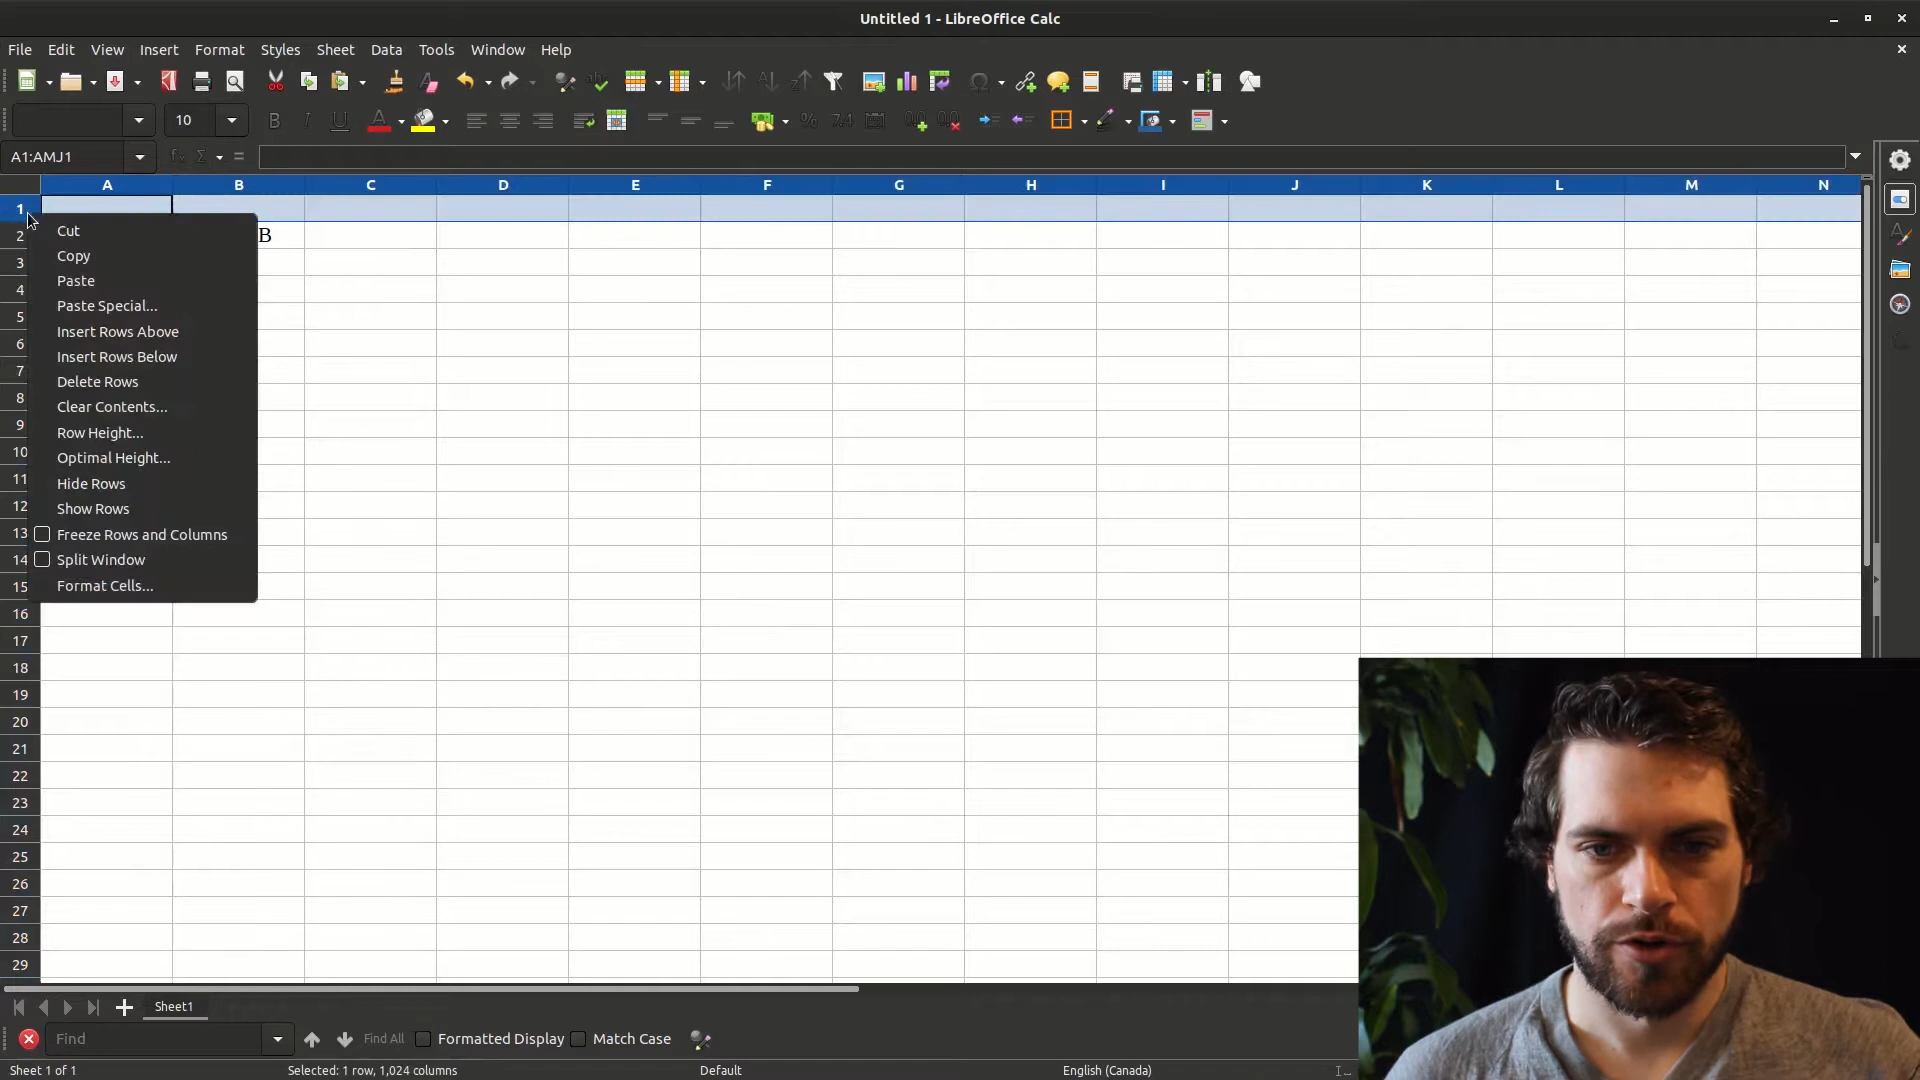 Untitled 1 - LibreOffice Calc
File Edit View Insert Format Styles Sheet Data Tools Window Help
10
A1:AMJ1
A B C D E F G H I J K L M N
1
2 B
3
4
5
6
7
8
9
10
11
12
13
14
15
16
17
18
19
20
21
22
23
24
25
26
27
28
29
Cut
Copy
Paste
Paste Special...
Insert Rows Above
Insert Rows Below
Delete Rows
Clear Contents...
Row Height...
Optimal Height...
Hide Rows
Show Rows
Freeze Rows and Columns
Split Window
Format Cells...
Sheet1
Find Find All Formatted Display Match Case
Sheet 1 of 1 Selected: 1 row, 1,024 columns Default English (Canada)